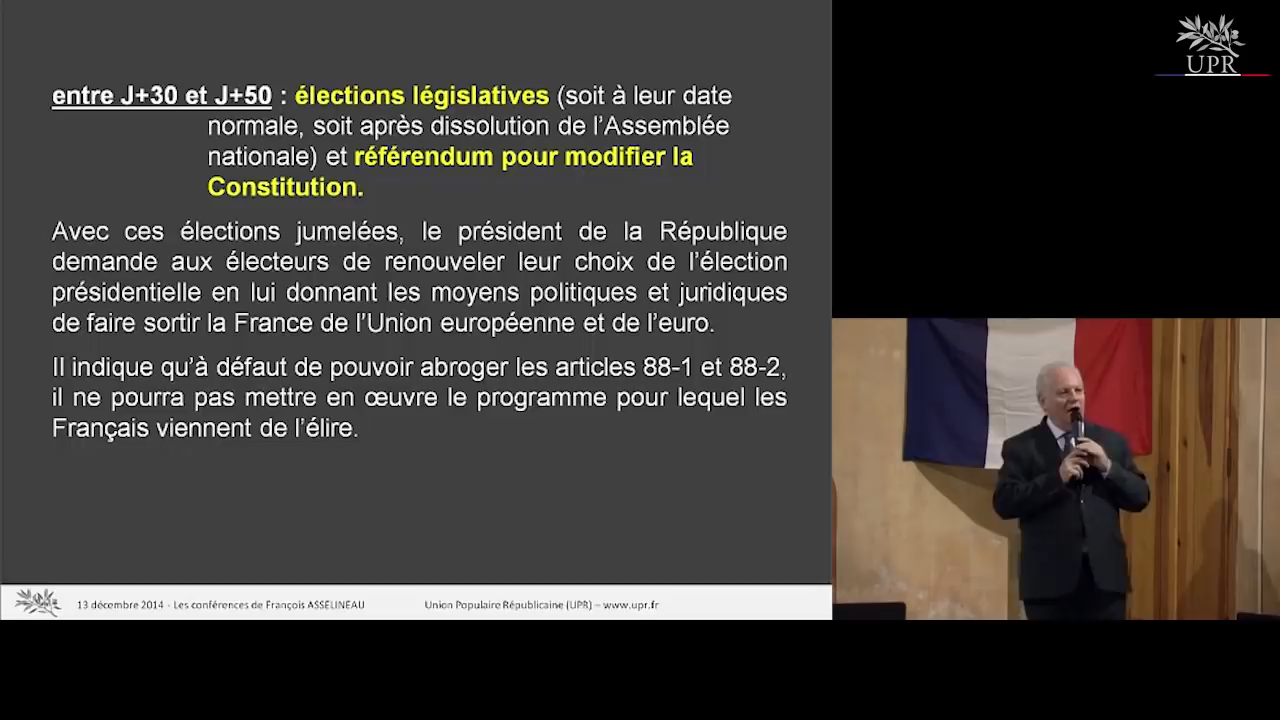 entre J+30 et J+50 : élections législatives (soit à leur date
normale, soit après dissolution de l'Assemblée
nationale) et référendum pour modifier la
Constitution.
Avec ces élections jumelées, le président de la République
demande aux électeurs de renouveler leur choix de l'élection
présidentielle en lui donnant les moyens politiques et juridiques
de faire sortir la France de l'Union européenne et de l'euro.
Il indique qu'à défaut de pouvoir abroger les articles 88-1 et 88-2,
il ne pourra pas mettre en œuvre le programme pour lequel les
Français viennent de l'élire.
13 décembre 2014 - Les conférences de François ASSELINEAU
Union Populaire Républicaine (UPR) – www.upr.fr
UPR